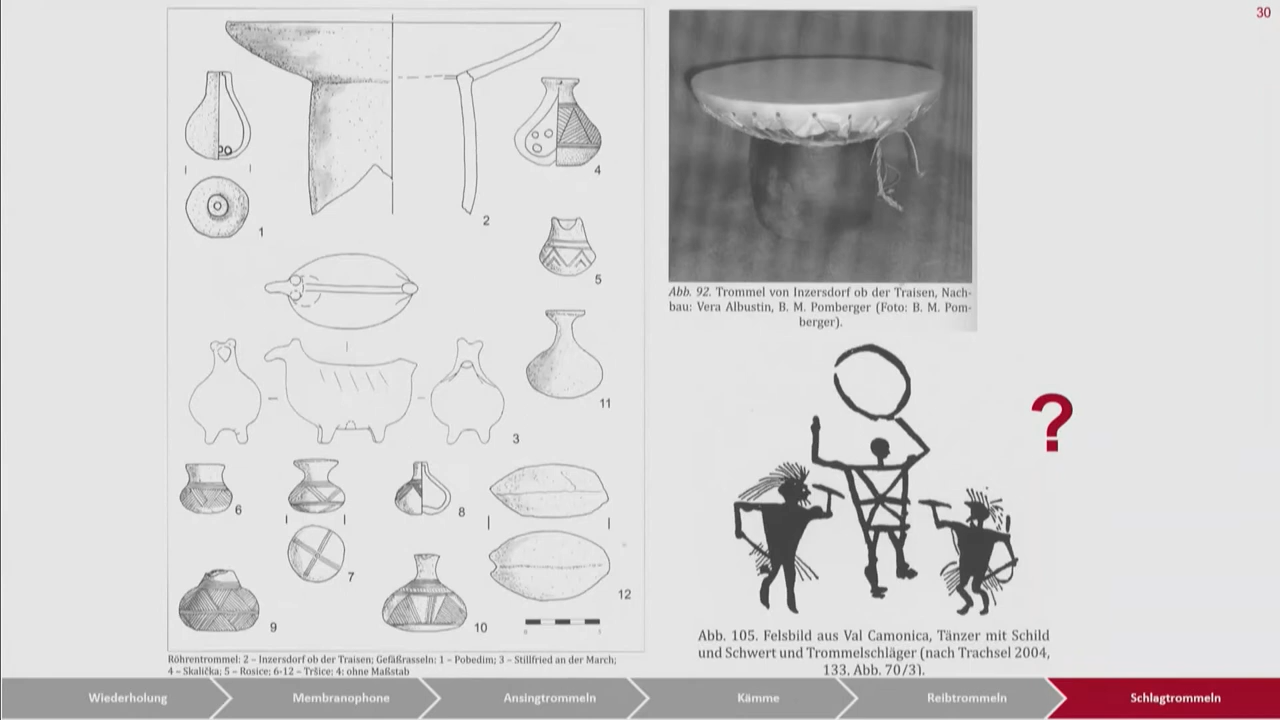 30
1
2
3
4
5
6
7
8
9
10
11
12
Röhrentrommel: 2 – Inzersdorf ob der Traisen; Gefäßrasseln: 1 – Pobedim; 3 – Stillfried an der March;
4 – Skalička; 5 – Rosice; 6-12 – Tršice; 4: ohne Maßstab
Abb. 92. Trommel von Inzersdorf ob der Traisen, Nach-
bau: Vera Albustin, B. M. Pomberger (Foto: B. M. Pom-
berger).
?
Abb. 105. Felsbild aus Val Camonica, Tänzer mit Schild
und Schwert und Trommelschläger (nach Trachsel 2004,
133, Abb. 70/3).
Wiederholung
Membranophone
Ansingtrommeln
Kämme
Reibtrommeln
Schlagtrommeln